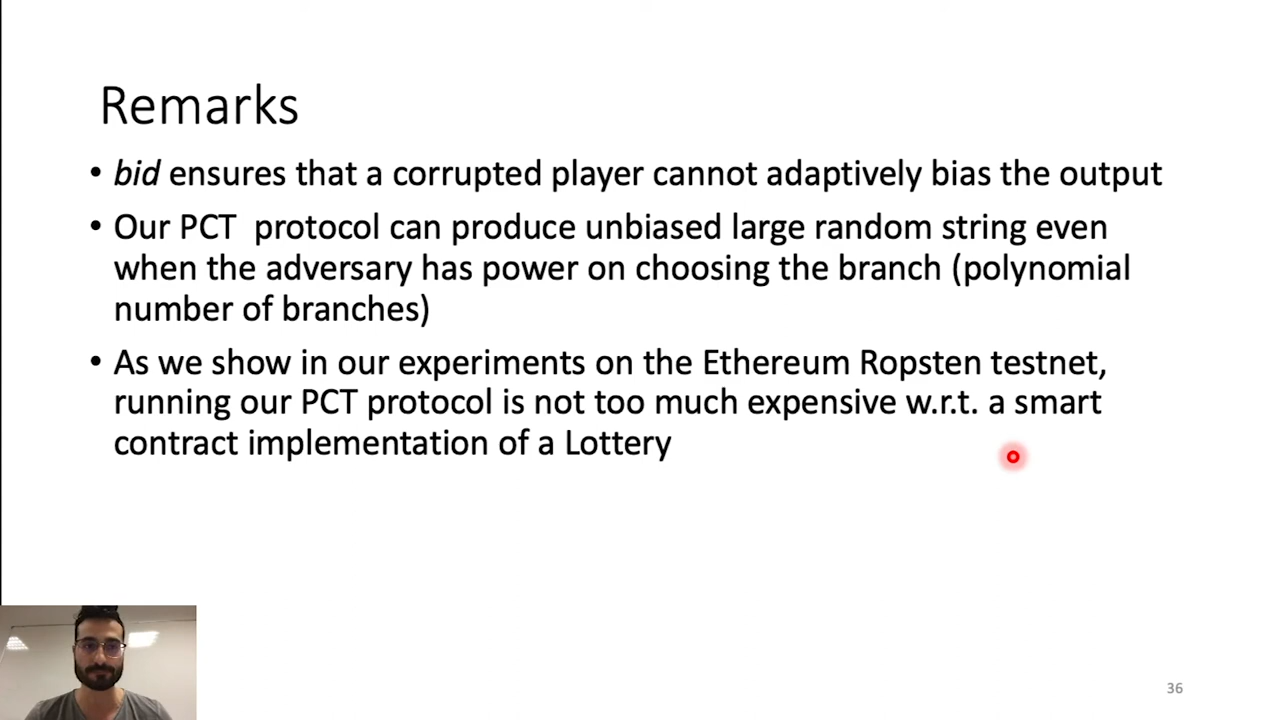 Remarks
• bid ensures that a corrupted player cannot adaptively bias the output
• Our PCT protocol can produce unbiased large random string even
when the adversary has power on choosing the branch (polynomial
number of branches)
• As we show in our experiments on the Ethereum Ropsten testnet,
running our PCT protocol is not too much expensive w.r.t. a smart
contract implementation of a Lottery
36